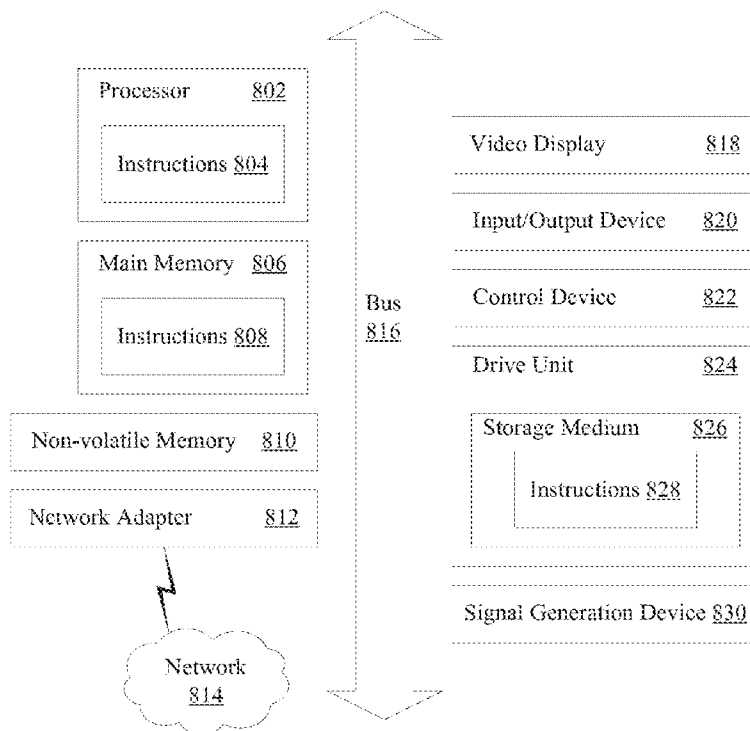 Processor 802
Instructions 804
Main Memory 806
Instructions 808
Non-volatile Memory 810
Network Adapter 812
Network
814
Bus
816
Video Display 818
Input/Output Device 820
Control Device 822
Drive Unit 824
Storage Medium 826
Instructions 828
Signal Generation Device 830